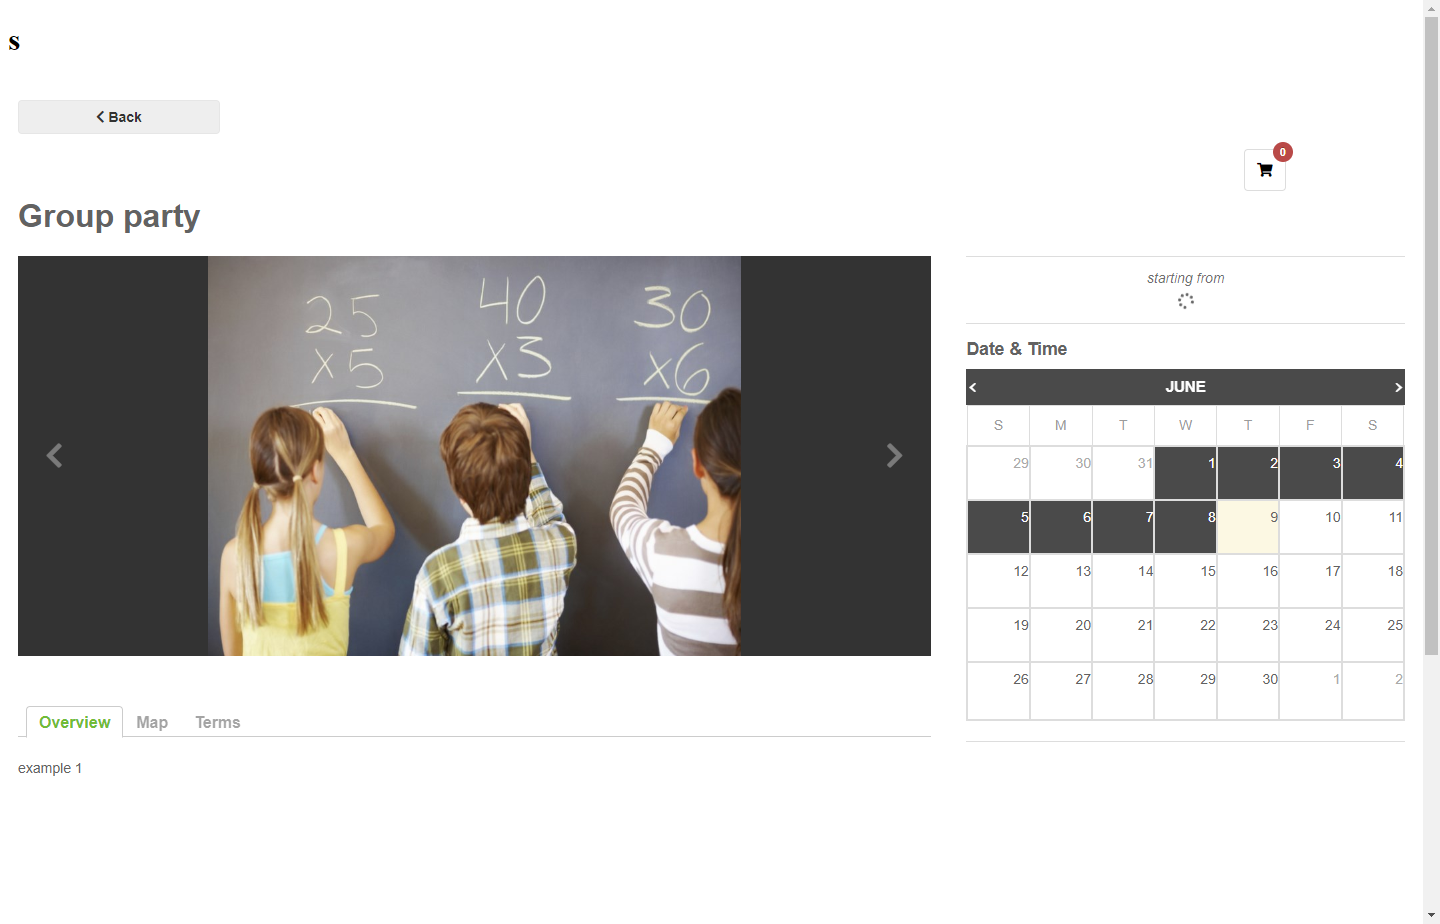 s
Back
0
Group party
25
x5
40
x3
30
x6
starting from
Date & Time
JUNE
S M T W T F S
29 30 31 1 2 3 4
5 6 7 8 9 10 11
12 13 14 15 16 17 18
19 20 21 22 23 24 25
26 27 28 29 30 1 2
Overview Map Terms
example 1